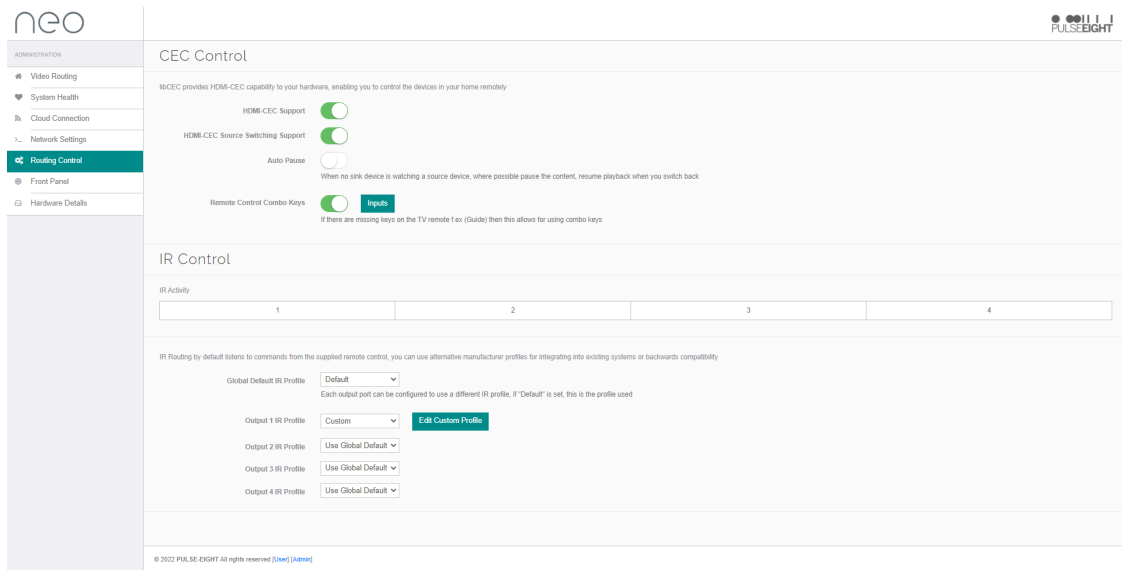 neo
PULSEEIGHT
ADMINISTRATION
Video Routing
System Health
Cloud Connection
Network Settings
Routing Control
Front Panel
Hardware Details
CEC Control
libCEC provides HDMI-CEC capability to your hardware, enabling you to control the devices in your home remotely
HDMI-CEC Support
HDMI-CEC Source Switching Support
Auto Pause
When no sink device is watching a source device, where possible pause the content, resume playback when you switch back
Remote Control Combo Keys Inputs
If there are missing keys on the TV remote f.ex (Guide) then this allows for using combo keys
IR Control
IR Activity
1 2 3 4
IR Routing by default listens to commands from the supplied remote control, you can use alternative manufacturer profiles for integrating into existing systems or backwards compatibility
Global Default IR Profile Default
Each output port can be configured to use a different IR profile, if "Default" is set, this is the profile used
Output 1 IR Profile Custom Edit Custom Profile
Output 2 IR Profile Use Global Default
Output 3 IR Profile Use Global Default
Output 4 IR Profile Use Global Default
© 2022 PULSE-EIGHT All rights reserved [User] [Admin]